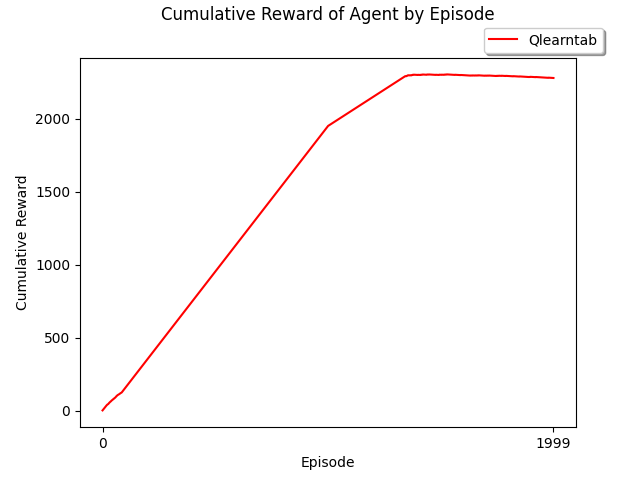 Cumulative Reward of Agent by Episode
Qlearntab
2000
1500
1000
500
0
Cumulative Reward
0
1999
Episode